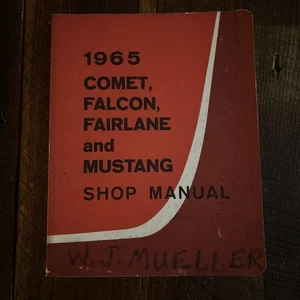 1965
COMET,
FALCON,
FAIRLANE
and
MUSTANG
SHOP MANUAL
W. J. MUELLER